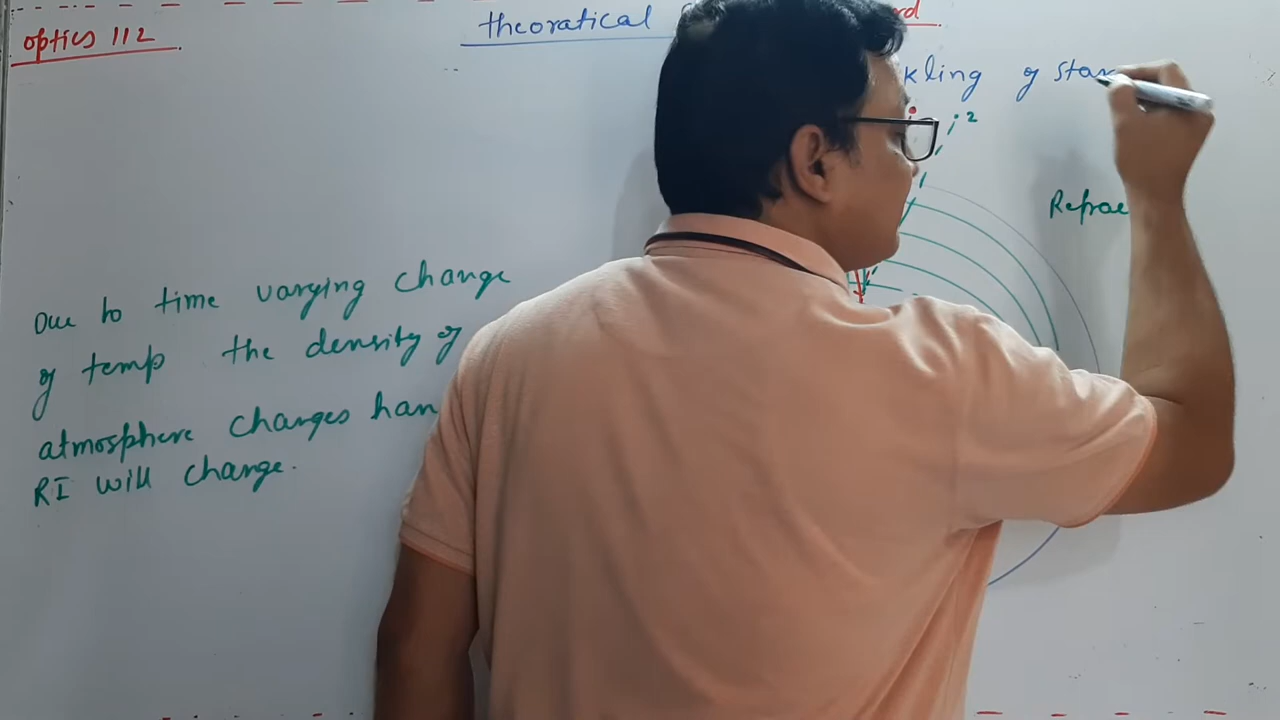 optics 112
theoratical
kling of star
i²
Refrac
Due to time varying change
of temp the density of
atmosphere changes han
RI will change.